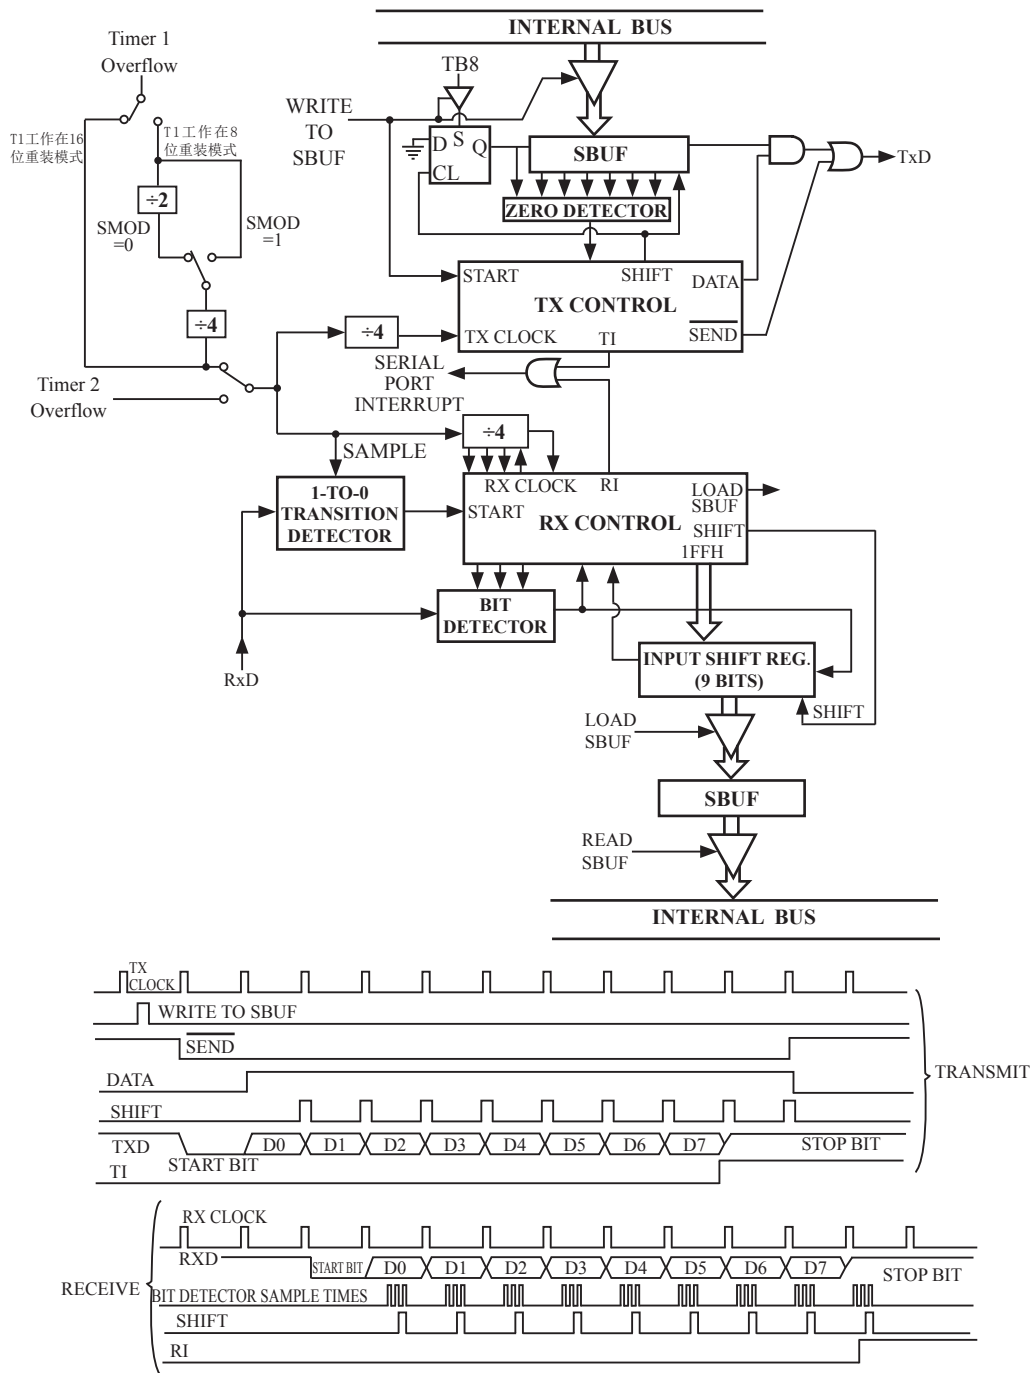 INTERNAL BUS
Timer 1
Overflow
TB8
WRITE
TO
SBUF
T1工作在16
位重装模式
T1工作在8
位重装模式
D
S
Q
CL
SBUF
TxD
÷2
ZERO DETECTOR
SMOD
=0
SMOD
=1
START
SHIFT
DATA
TX CONTROL
÷4
÷4
TX CLOCK
TI
SEND
SERIAL
PORT
INTERRUPT
Timer 2
Overflow
÷4
SAMPLE
1-TO-0
TRANSITION
DETECTOR
RX CLOCK
RI
LOAD
SBUF
START
RX CONTROL
SHIFT
1FFH
BIT
DETECTOR
RxD
INPUT SHIFT REG.
(9 BITS)
SHIFT
LOAD
SBUF
SBUF
READ
SBUF
INTERNAL BUS
TX
CLOCK
WRITE TO SBUF
SEND
DATA
TRANSMIT
SHIFT
TXD
START BIT
D0 D1 D2 D3 D4 D5 D6 D7
STOP BIT
TI
RX CLOCK
RXD
START BIT
D0 D1 D2 D3 D4 D5 D6 D7
STOP BIT
RECEIVE
BIT DETECTOR SAMPLE TIMES
SHIFT
RI